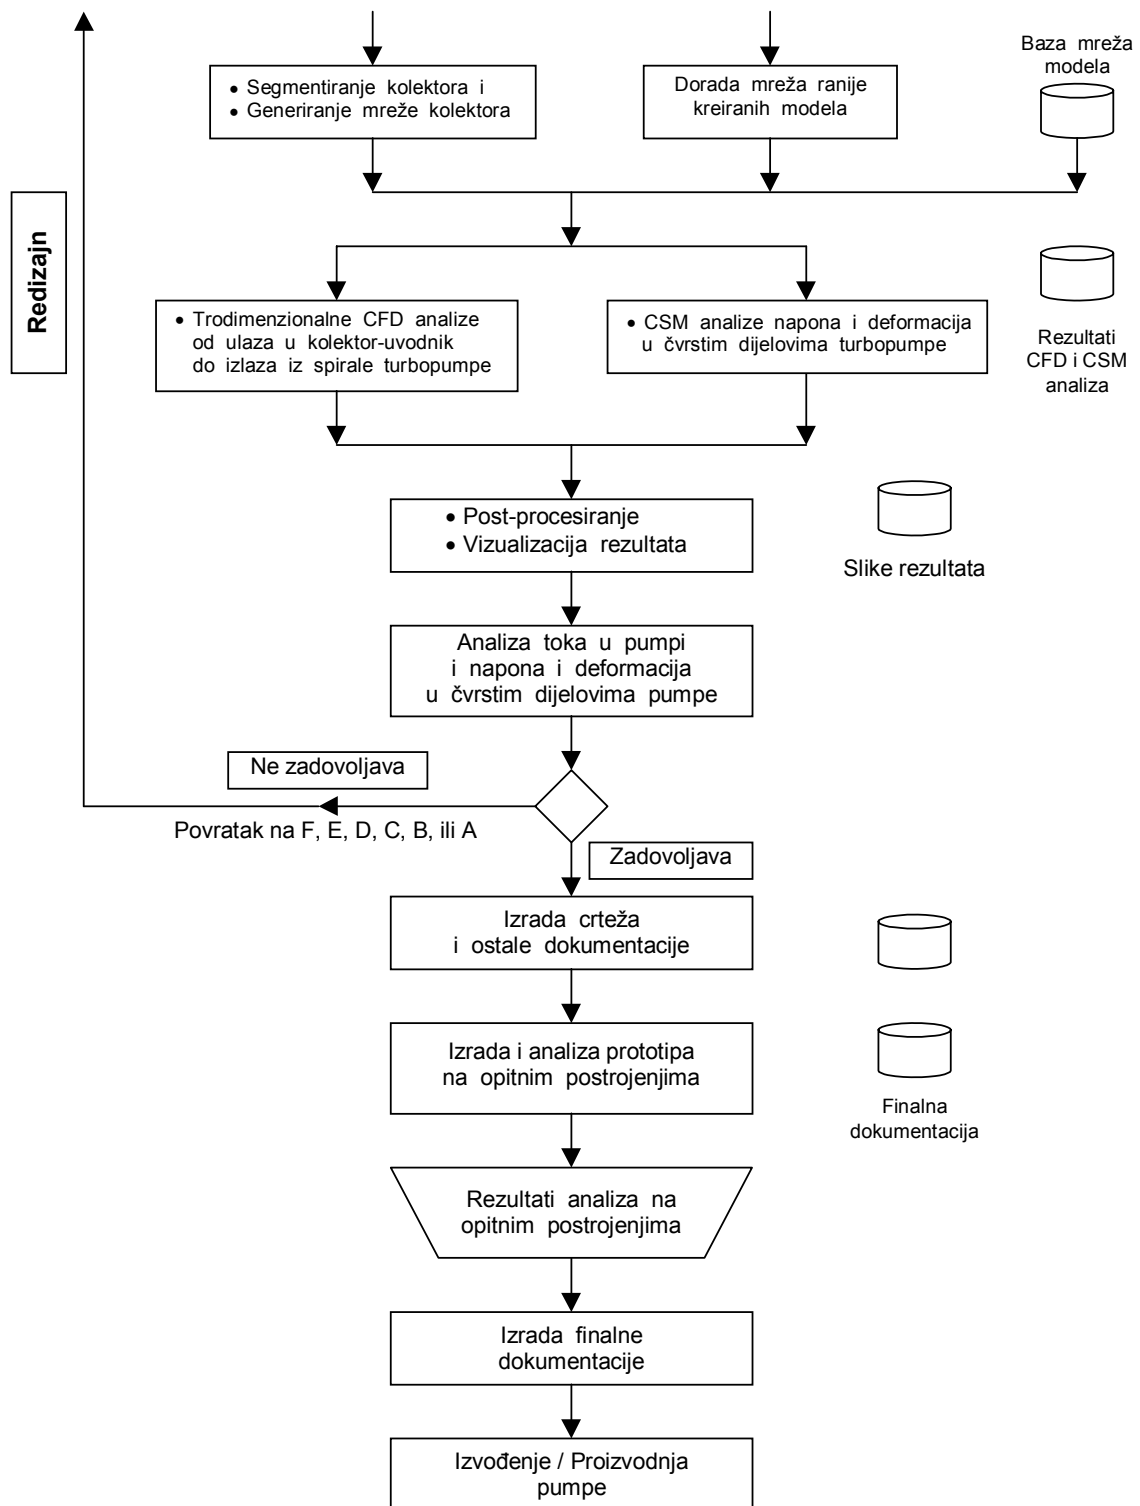 Baza mreža
modela
• Segmentiranje kolektora i
• Generiranje mreže kolektora
Dorada mreža ranije
kreiranih modela
Redizajn
• Trodimenzionalne CFD analize
od ulaza u kolektor-uvodnik
do izlaza iz spirale turbopumpe
• CSM analize napona i deformacija
u čvrstim dijelovima turbopumpe
Rezultati
CFD i CSM
analiza
• Post-procesiranje
• Vizualizacija rezultata
Slike rezultata
Analiza toka u pumpi
i napona i deformacija
u čvrstim dijelovima pumpe
Ne zadovoljava
Povratak na F, E, D, C, B, ili A
Zadovoljava
Izrada crteža
i ostale dokumentacije
Izrada i analiza prototipa
na opitnim postrojenjima
Finalna
dokumentacija
Rezultati analiza na
opitnim postrojenjima
Izrada finalne
dokumentacije
Izvođenje / Proizvodnja
pumpe